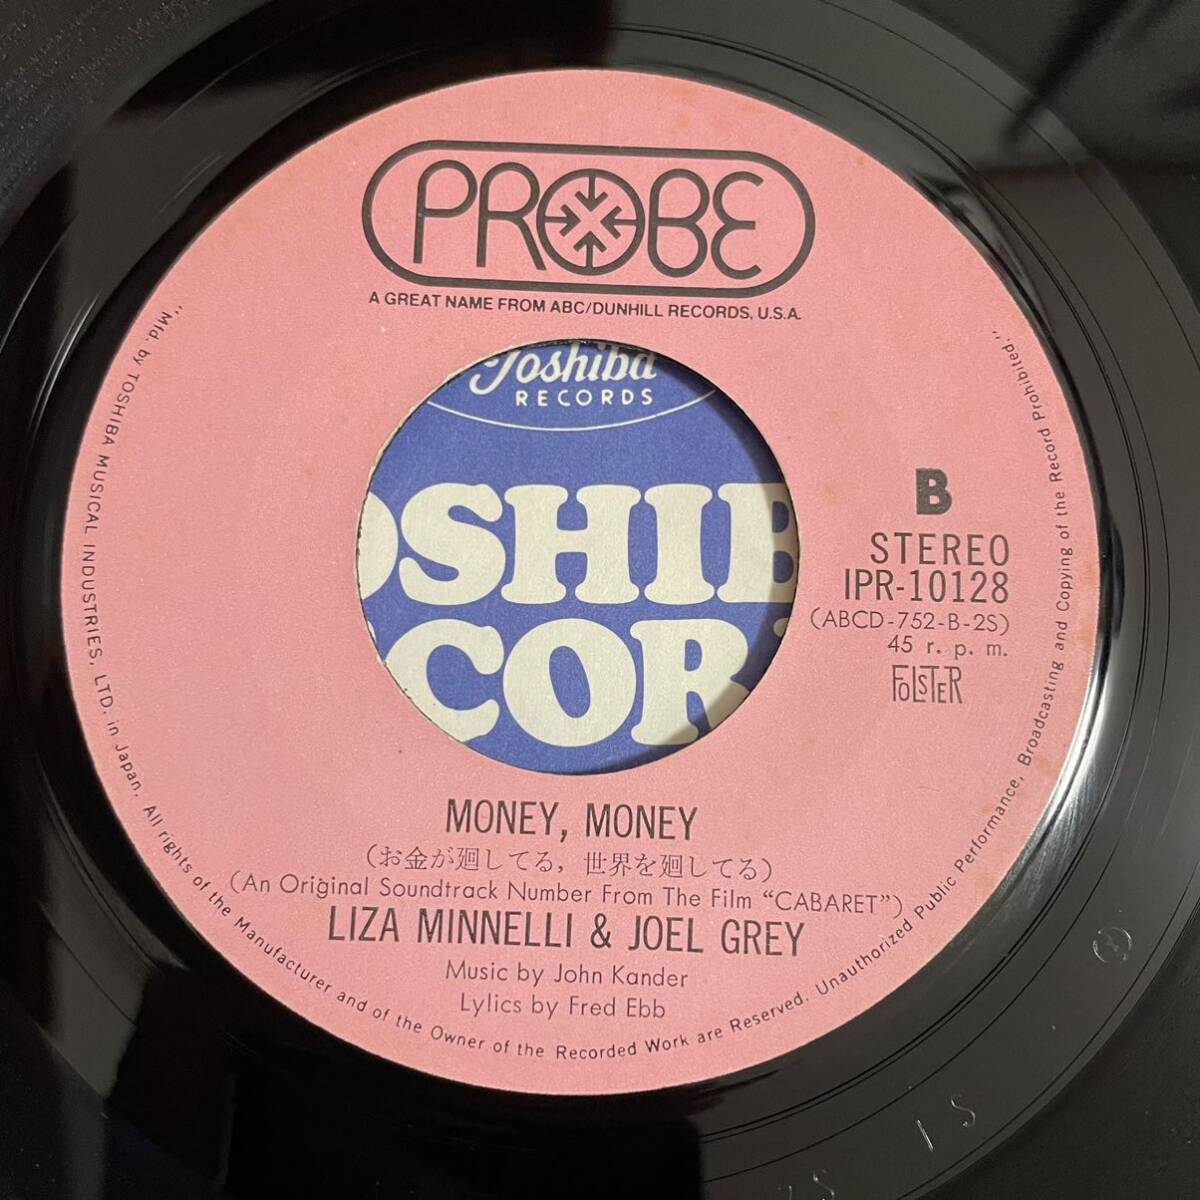 PROBE
A GREAT NAME FROM ABC/DUNHILL RECORDS, U.S.A.
Toshiba
RECORDS
OSHIB
COR
B
STEREO
IPR-10128
(ABCD-752-B-2S)
45 r. p. m.
FOLSTER
MONEY, MONEY
(お金が廻してる, 世界を廻してる)
(An Original Soundtrack Number From The Film “CABARET”)
LIZA MINNELLI & JOEL GREY
Music by John Kander
Lylics by Fred Ebb
"Mfd. by TOSHIBA MUSICAL INDUSTRIES, LTD. in Japan. All rights of the Manufacturer and of the Owner of the Recorded Work are Reserved. Unauthorized Public Performance, Broadcasting and Copying of the Record Prohibited."
1 S